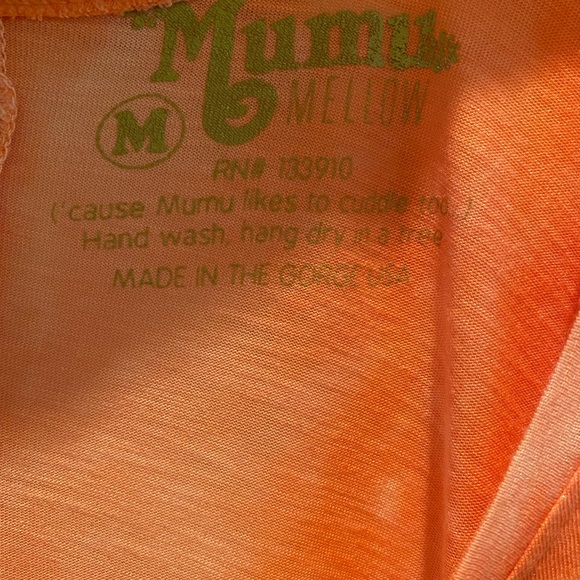 Mumu
MELLOW
M
RN# 133910
('cause Mumu likes to cuddle too..)
Hand wash, hang dry in a tree
MADE IN THE GORGE USA